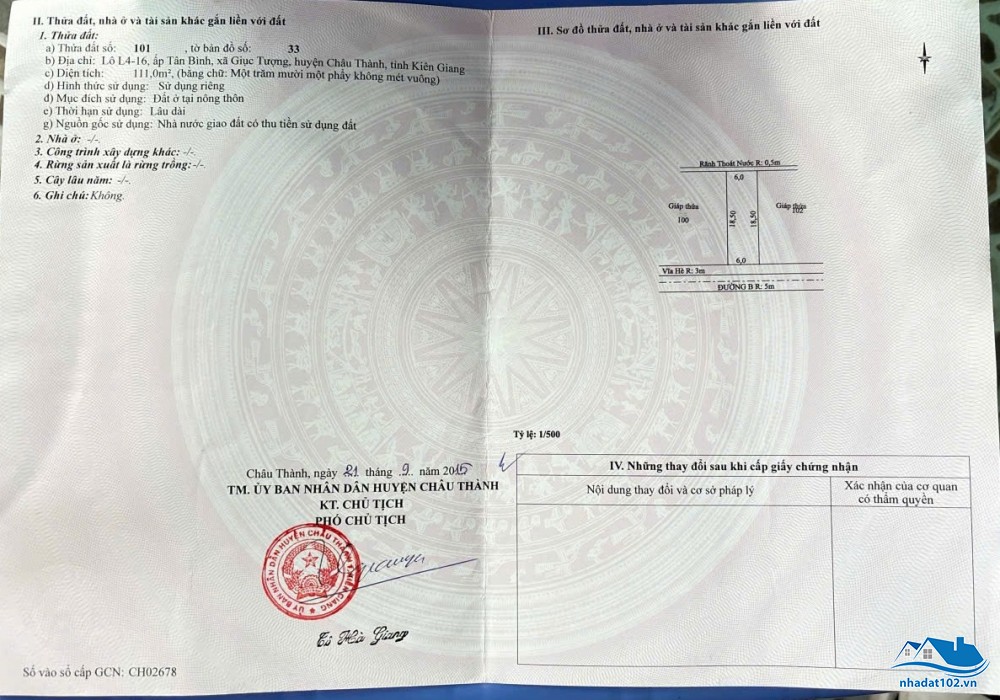 II. Thửa đất, nhà ở và tài sản khác gắn liền với đất
1. Thửa đất:
a) Thửa đất số: 101 , tờ bản đồ số: 33
b) Địa chỉ: Lô L4-16, ấp Tân Bình, xã Giục Tượng, huyện Châu Thành, tỉnh Kiên Giang
c) Diện tích: 111,0m², (bằng chữ: Một trăm mười một phẩy không mét vuông)
d) Hình thức sử dụng: Sử dụng riêng
đ) Mục đích sử dụng: Đất ở tại nông thôn
e) Thời hạn sử dụng: Lâu dài
g) Nguồn gốc sử dụng: Nhà nước giao đất có thu tiền sử dụng đất
2. Nhà ở: -/-
3. Công trình xây dựng khác: -/-
4. Rừng sản xuất là rừng trồng: -/-
5. Cây lâu năm: -/-
6. Ghi chú: Không.
Châu Thành, ngày 21 tháng 9 năm 2015
TM. ỦY BAN NHÂN DÂN HUYỆN CHÂU THÀNH
KT. CHỦ TỊCH
PHÓ CHỦ TỊCH
ỦY BAN NHÂN DÂN HUYỆN CHÂU THÀNH T. KIÊN GIANG
Hà Giang
Số vào sổ cấp GCN: CH02678
III. Sơ đồ thửa đất, nhà ở và tài sản khác gắn liền với đất
Rãnh Thoát Nước R: 0,5m
6,0
Giáp thửa
100
18,50
18,50
Giáp thửa
102
6,0
Vỉa Hè R: 3m
ĐƯỜNG B R: 5m
Tỷ lệ: 1/500
IV. Những thay đổi sau khi cấp giấy chứng nhận
Nội dung thay đổi và cơ sở pháp lý
Xác nhận của cơ quan
có thẩm quyền
nhadat102.vn